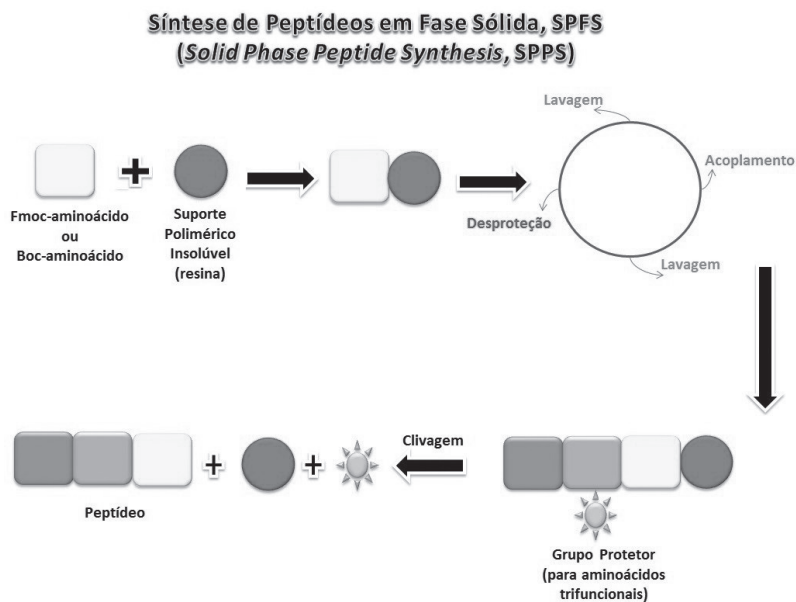 Síntese de Peptídeos em Fase Sólida, SPFS
(Solid Phase Peptide Synthesis, SPPS)
Fmoc-aminoácido
ou
Boc-aminoácido
+
Suporte
Polimérico
Insolúvel
(resina)
Lavagem
Acoplamento
Desproteção
Lavagem
Peptídeo
+
+
Clivagem
Grupo Protetor
(para aminoácidos
trifuncionais)